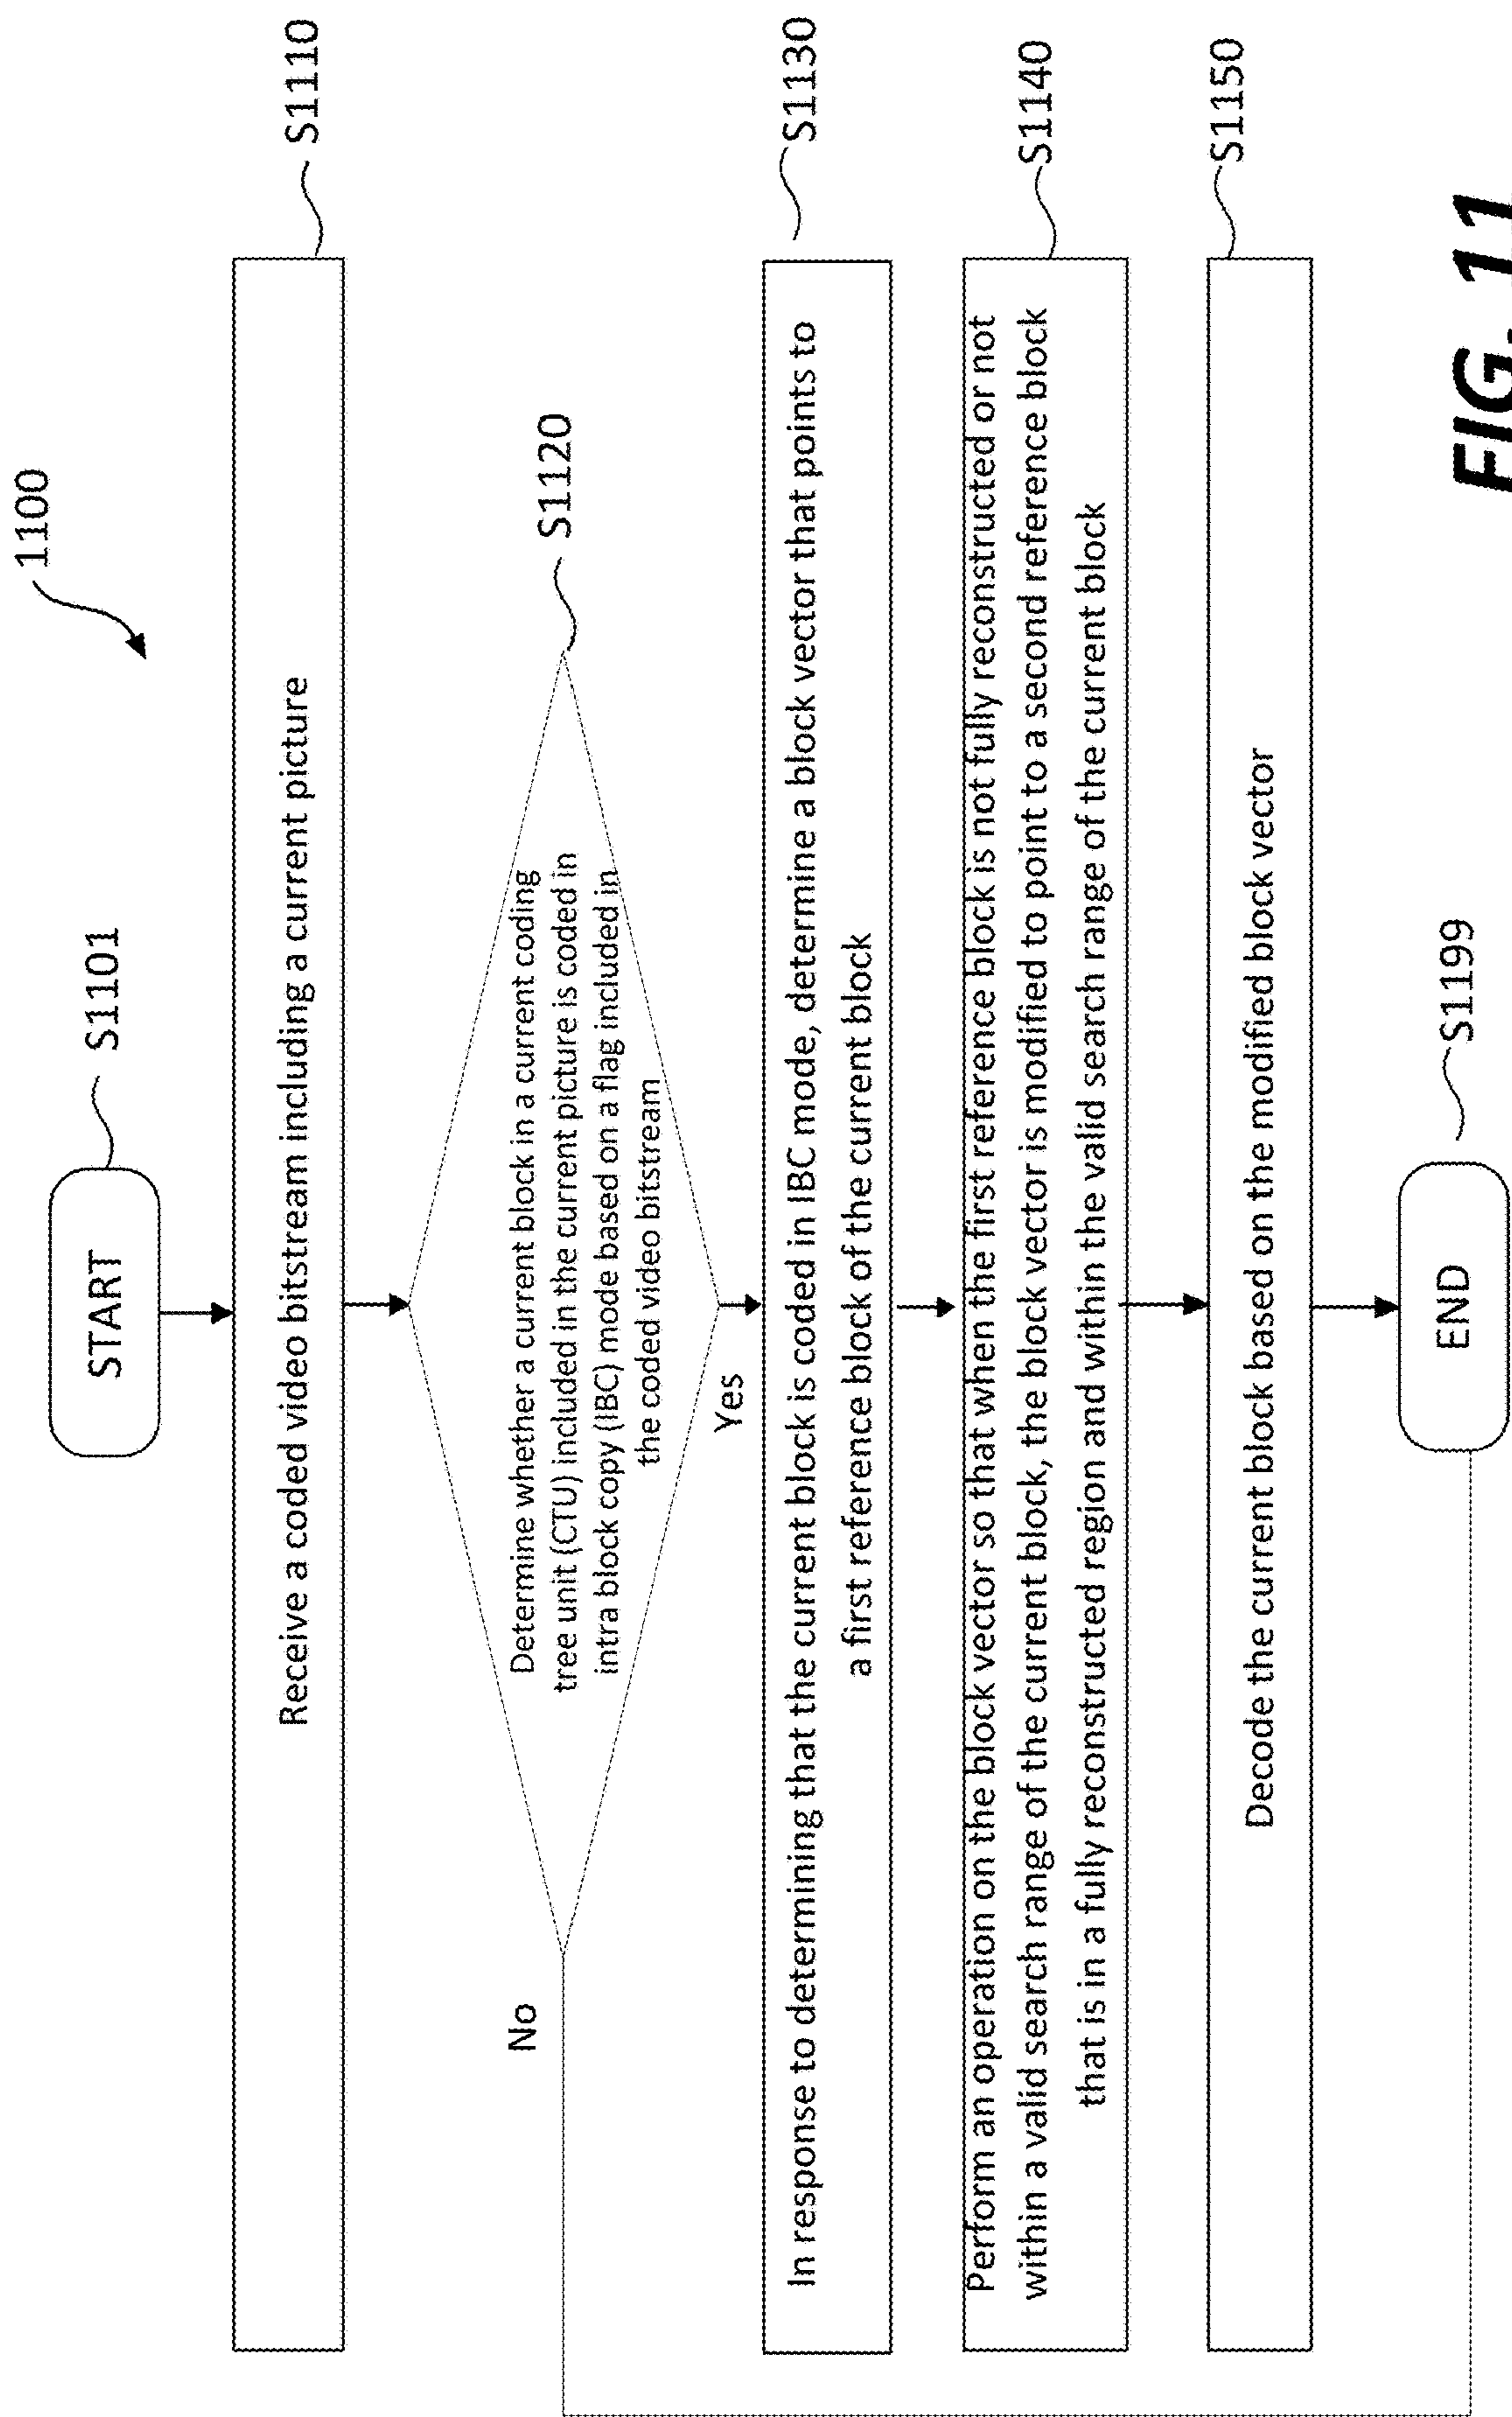 1100
START
S1101
Receive a coded video bitstream including a current picture
S1110
Determine whether a current block in a current coding
tree unit (CTU) included in the current picture is coded in
intra block copy (IBC) mode based on a flag included in
the coded video bitstream
S1120
No
Yes
In response to determining that the current block is coded in IBC mode, determine a block vector that points to
a first reference block of the current block
S1130
Perform an operation on the block vector so that when the first reference block is not fully reconstructed or not
within a valid search range of the current block, the block vector is modified to point to a second reference block
that is in a fully reconstructed region and within the valid search range of the current block
S1140
Decode the current block based on the modified block vector
S1150
END
S1199
FIG. 11